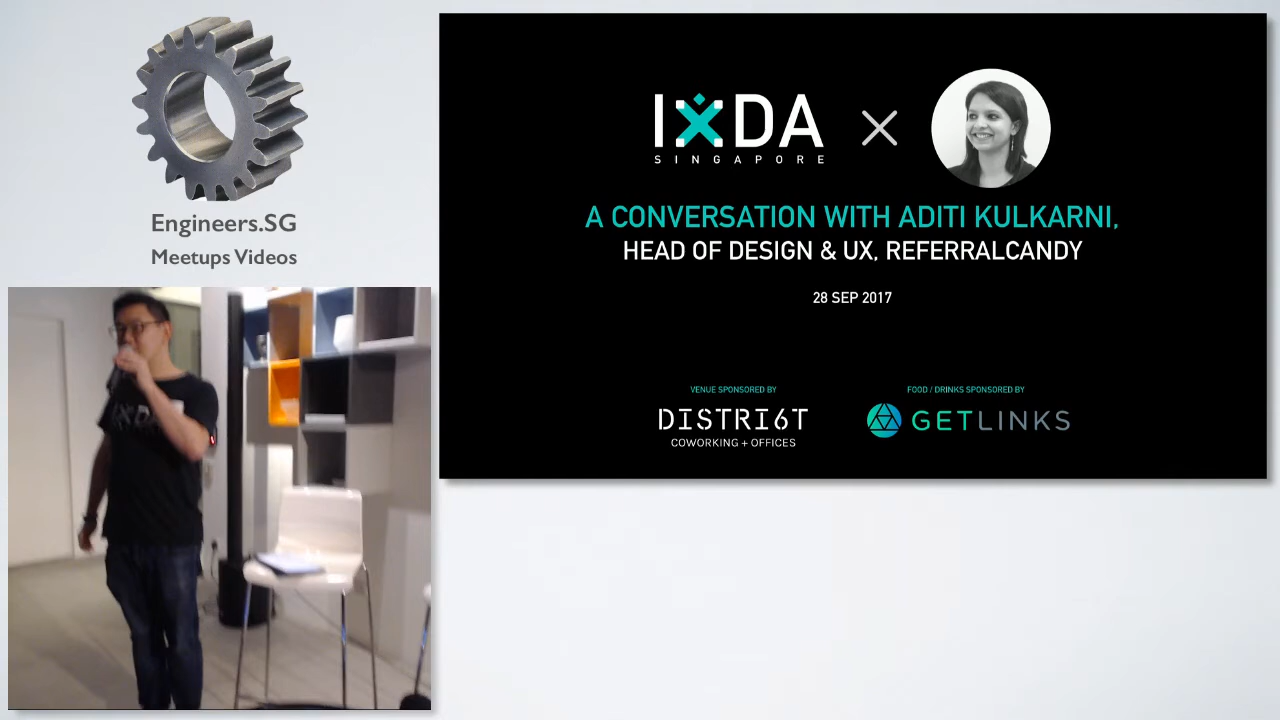 Engineers.SG
Meetups Videos
IXDA
SINGAPORE
A CONVERSATION WITH ADITI KULKARNI,
HEAD OF DESIGN & UX, REFERRALCANDY
28 SEP 2017
VENUE SPONSORED BY
DISTRI6T
COWORKING + OFFICES
FOOD / DRINKS SPONSORED BY
GETLINKS
IXDA